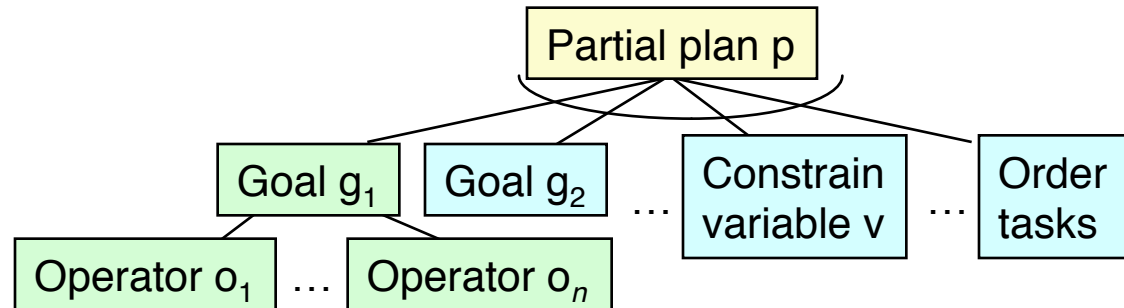 Partial plan p
Goal g₁
Goal g₂
...
Constrain
variable v
...
Order
tasks
Operator o₁
...
Operator oₙ